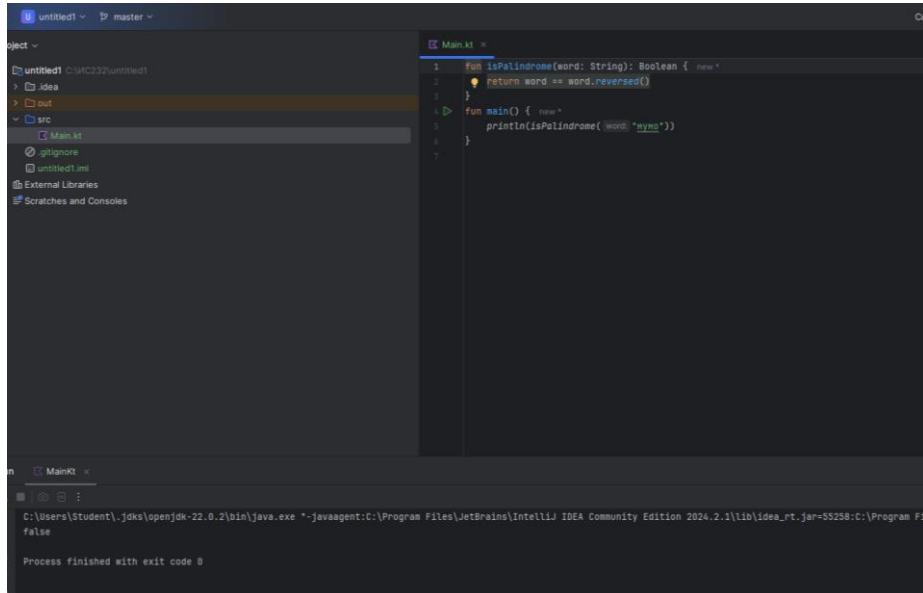 U untitled1 master
oject
untitled1 C:\ИС232\untitled1
.idea
out
src
Main.kt
.gitignore
untitled1.iml
External Libraries
Scratches and Consoles
Main.kt
1 fun isPalindrome(word: String): Boolean { new *
2 return word == word.reversed()
3 }
4 fun main() { new *
5 println(isPalindrome( word: "мумо"))
6 }
7
MainKt
C:\Users\Student\.jdks\openjdk-22.0.2\bin\java.exe "-javaagent:C:\Program Files\JetBrains\IntelliJ IDEA Community Edition 2024.2.1\lib\idea_rt.jar=55258:C:\Program Fi
false
Process finished with exit code 0